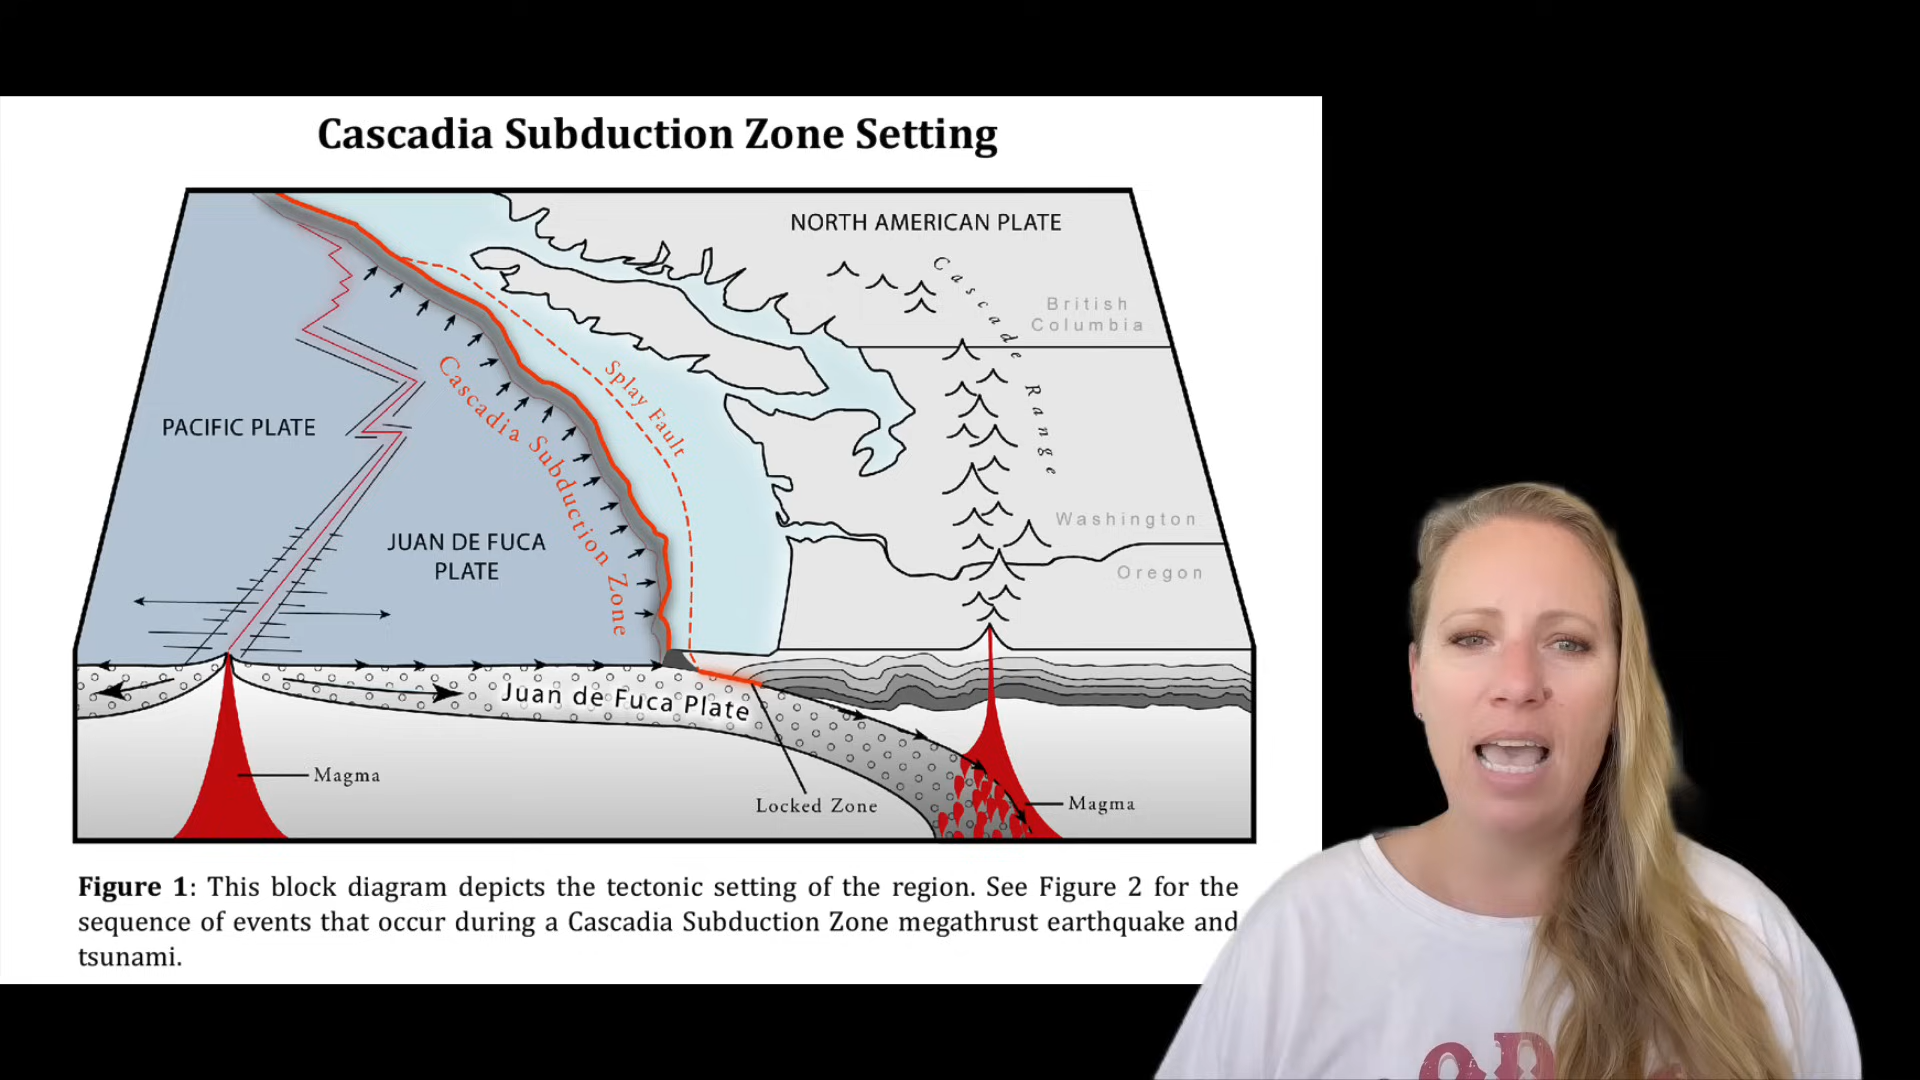 Cascadia Subduction Zone Setting
NORTH AMERICAN PLATE
Cascade Range
British
Columbia
Splay Fault
Cascadia Subduction Zone
PACIFIC PLATE
Washington
JUAN DE FUCA
PLATE
Oregon
Juan de Fuca Plate
Magma
Locked Zone
Magma
Figure 1: This block diagram depicts the tectonic setting of the region. See Figure 2 for the
sequence of events that occur during a Cascadia Subduction Zone megathrust earthquake and
tsunami.